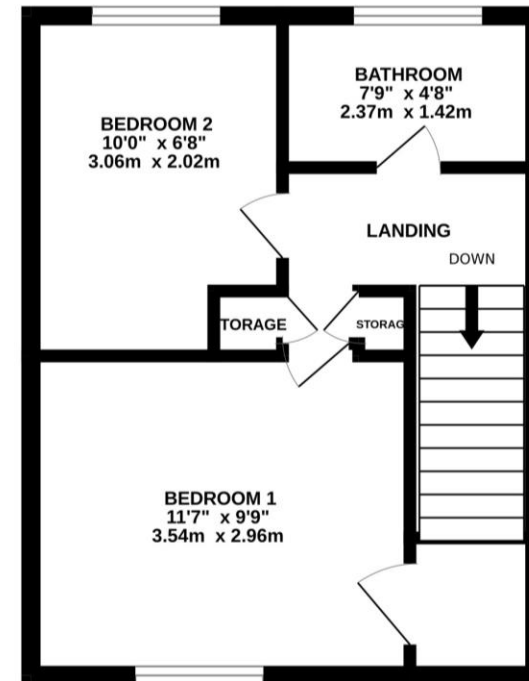 BATHROOM
7'9" x 4'8"
2.37m x 1.42m
BEDROOM 2
10'0" x 6'8"
3.06m x 2.02m
LANDING
DOWN
TORAGE
STORAG
BEDROOM 1
11'7" x 9'9"
3.54m x 2.96m